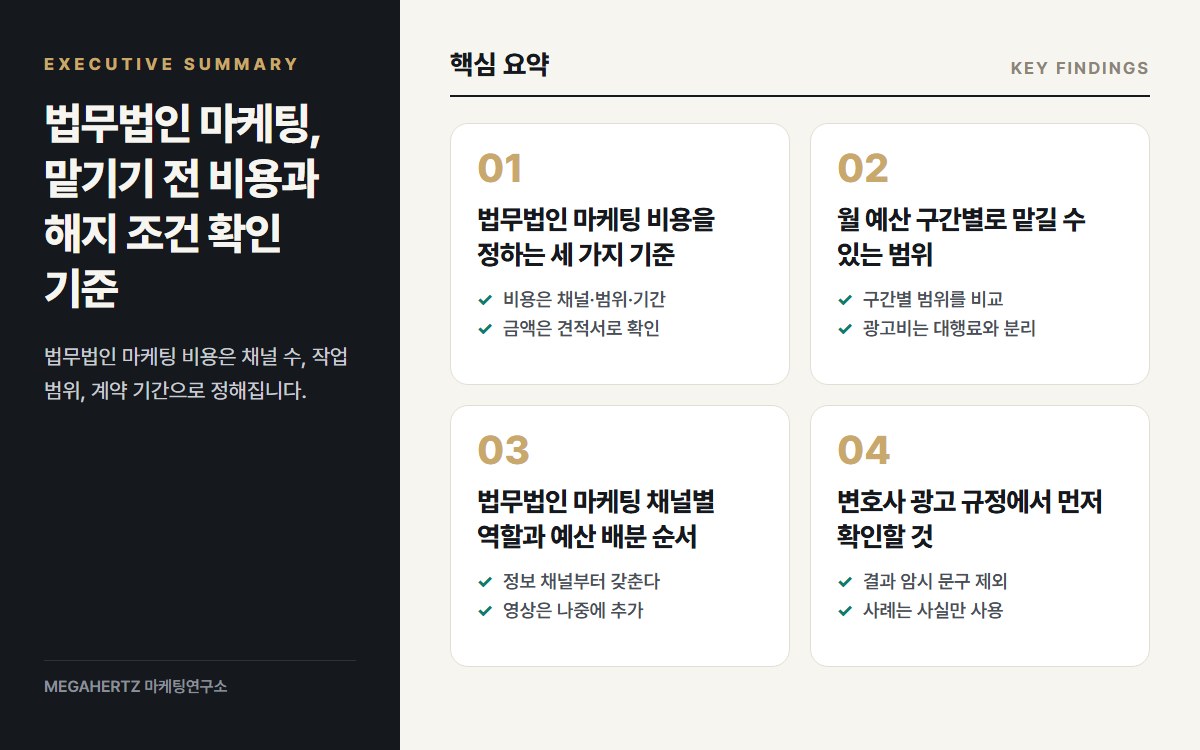 EXECUTIVE SUMMARY
법무법인 마케팅,
맡기기 전 비용과
해지 조건 확인
기준
법무법인 마케팅 비용은 채널 수, 작업
범위, 계약 기간으로 정해집니다.
MEGAHERTZ 마케팅연구소
핵심 요약
KEY FINDINGS
01
법무법인 마케팅 비용을
정하는 세 가지 기준
비용은 채널·범위·기간
금액은 견적서로 확인
02
월 예산 구간별로 맡길 수
있는 범위
구간별 범위를 비교
광고비는 대행료와 분리
03
법무법인 마케팅 채널별
역할과 예산 배분 순서
정보 채널부터 갖춘다
영상은 나중에 추가
04
변호사 광고 규정에서 먼저
확인할 것
결과 암시 문구 제외
사례는 사실만 사용